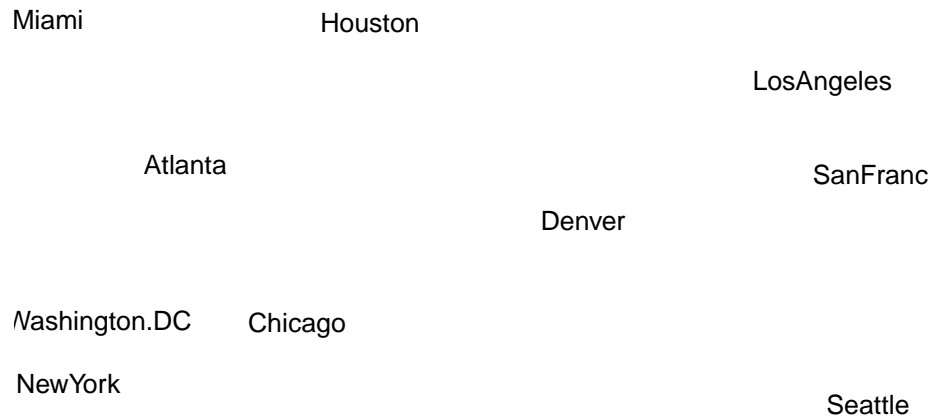 Miami
Houston
LosAngeles
Atlanta
SanFranc
Denver
Washington.DC
Chicago
NewYork
Seattle